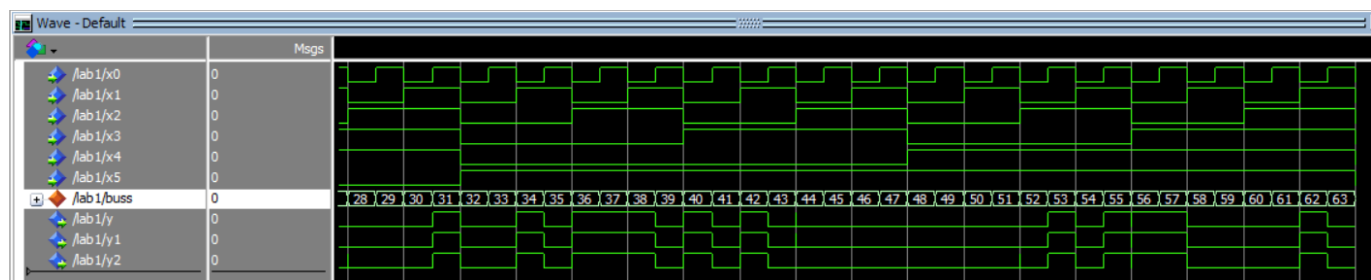 Wave - Default
Msgs
/lab1/x0 0
/lab1/x1 0
/lab1/x2 0
/lab1/x3 0
/lab1/x4 0
/lab1/x5 0
/lab1/buss 0 28 29 30 31 32 33 34 35 36 37 38 39 40 41 42 43 44 45 46 47 48 49 50 51 52 53 54 55 56 57 58 59 60 61 62 63
/lab1/y 0
/lab1/y1 0
/lab1/y2 0